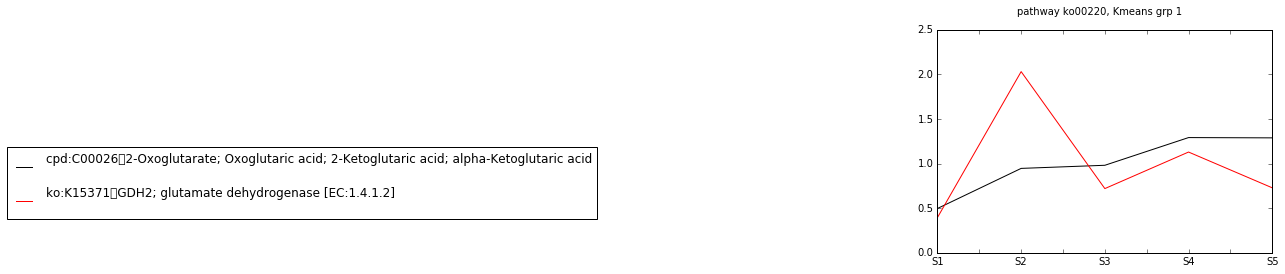 pathway ko00220, Kmeans grp 1
2.5
2.0
1.5
1.0
0.5
0.0
S1 S2 S3 S4 S5
cpd:C00026▯2-Oxoglutarate; Oxoglutaric acid; 2-Ketoglutaric acid; alpha-Ketoglutaric acid
ko:K15371▯GDH2; glutamate dehydrogenase [EC:1.4.1.2]